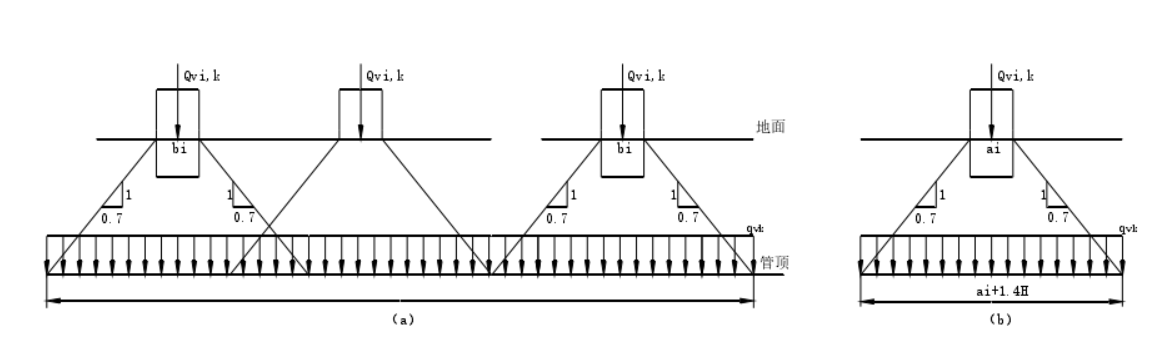 Qvi,k Qvi,k Qvi,k Qvi,k
地面
bi bi ai
1 1 1 1 1 1
0.7 0.7 0.7 0.7 0.7 0.7
qvk qvk
管顶
ai+1.4H
(a) (b)